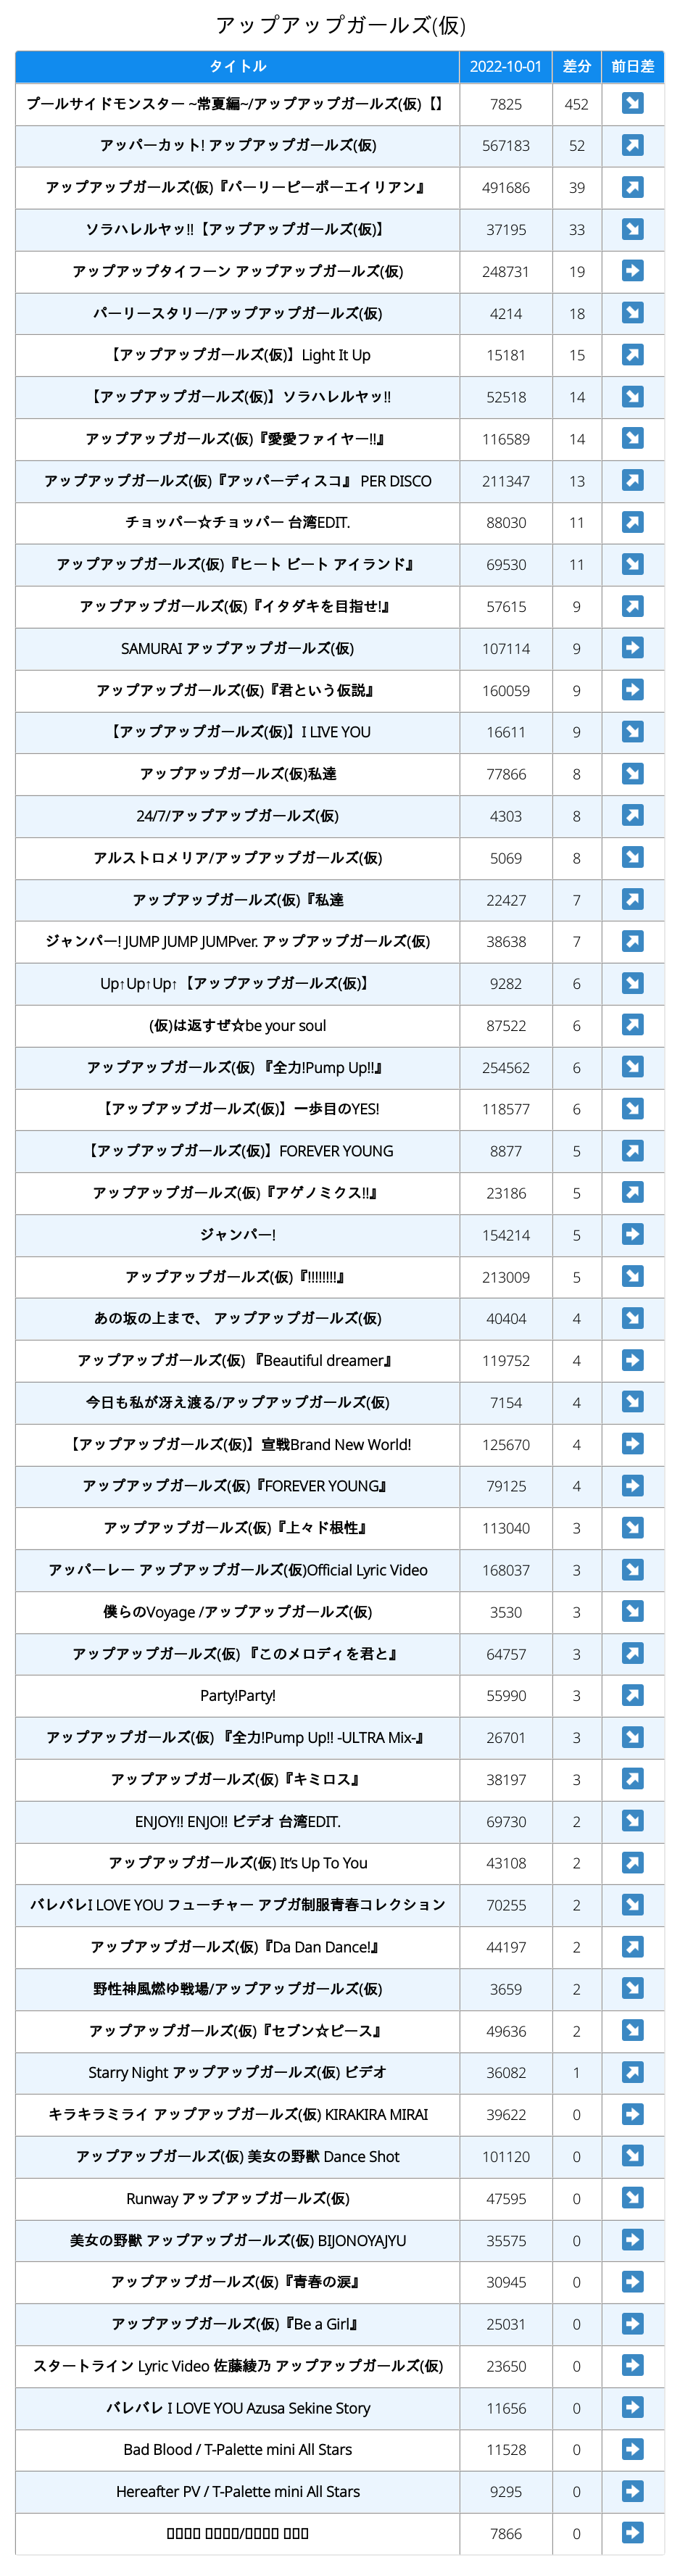 アップアップガールズ(仮)
タイトル 2022-10-01 差分 前日差
プールサイドモンスター ~常夏編~/アップアップガールズ(仮)【】 7825 452 ↘
アッパーカット! アップアップガールズ(仮) 567183 52 ↗
アップアップガールズ(仮)『パーリーピーポーエイリアン』 491686 39 ↗
ソラハレルヤッ!!【アップアップガールズ(仮)】 37195 33 ↘
アップアップタイフーン アップアップガールズ(仮) 248731 19 ➡
パーリースタリー/アップアップガールズ(仮) 4214 18 ↘
【アップアップガールズ(仮)】Light It Up 15181 15 ↗
【アップアップガールズ(仮)】ソラハレルヤッ!! 52518 14 ↘
アップアップガールズ(仮)『愛愛ファイヤー!!』 116589 14 ↘
アップアップガールズ(仮)『アッパーディスコ』 PER DISCO 211347 13 ↗
チョッパー☆チョッパー 台湾EDIT. 88030 11 ↗
アップアップガールズ(仮)『ヒート ビート アイランド』 69530 11 ↘
アップアップガールズ(仮)『イタダキを目指せ!』 57615 9 ↗
SAMURAI アップアップガールズ(仮) 107114 9 ➡
アップアップガールズ(仮)『君という仮説』 160059 9 ➡
【アップアップガールズ(仮)】I LIVE YOU 16611 9 ↘
アップアップガールズ(仮)私達 77866 8 ↘
24/7/アップアップガールズ(仮) 4303 8 ↗
アルストロメリア/アップアップガールズ(仮) 5069 8 ↘
アップアップガールズ(仮)『私達 22427 7 ↗
ジャンパー! JUMP JUMP JUMPver. アップアップガールズ(仮) 38638 7 ↗
Up↑Up↑Up↑【アップアップガールズ(仮)】 9282 6 ↘
(仮)は返すぜ☆be your soul 87522 6 ↗
アップアップガールズ(仮) 『全力!Pump Up!!』 254562 6 ↘
【アップアップガールズ(仮)】一歩目のYES! 118577 6 ↘
【アップアップガールズ(仮)】FOREVER YOUNG 8877 5 ↗
アップアップガールズ(仮)『アゲノミクス!!』 23186 5 ↗
ジャンパー! 154214 5 ➡
アップアップガールズ(仮)『!!!!!!!!』 213009 5 ↘
あの坂の上まで、 アップアップガールズ(仮) 40404 4 ↘
アップアップガールズ(仮) 『Beautiful dreamer』 119752 4 ➡
今日も私が冴え渡る/アップアップガールズ(仮) 7154 4 ↘
【アップアップガールズ(仮)】宣戦Brand New World! 125670 4 ➡
アップアップガールズ(仮)『FOREVER YOUNG』 79125 4 ➡
アップアップガールズ(仮)『上々ド根性』 113040 3 ↘
アッパーレー アップアップガールズ(仮)Official Lyric Video 168037 3 ↘
僕らのVoyage /アップアップガールズ(仮) 3530 3 ↘
アップアップガールズ(仮) 『このメロディを君と』 64757 3 ↗
Party!Party! 55990 3 ↗
アップアップガールズ(仮) 『全力!Pump Up!! -ULTRA Mix-』 26701 3 ↘
アップアップガールズ(仮)『キミロス』 38197 3 ↗
ENJOY!! ENJO!! ビデオ 台湾EDIT. 69730 2 ↘
アップアップガールズ(仮) It's Up To You 43108 2 ↗
バレバレI LOVE YOU フューチャー アプガ制服青春コレクション 70255 2 ↘
アップアップガールズ(仮)『Da Dan Dance!』 44197 2 ↗
野性神風燃ゆ戦場/アップアップガールズ(仮) 3659 2 ↘
アップアップガールズ(仮)『セブン☆ピース』 49636 2 ↘
Starry Night アップアップガールズ(仮) ビデオ 36082 1 ↗
キラキラミライ アップアップガールズ(仮) KIRAKIRA MIRAI 39622 0 ➡
アップアップガールズ(仮) 美女の野獣 Dance Shot 101120 0 ↘
Runway アップアップガールズ(仮) 47595 0 ↘
美女の野獣 アップアップガールズ(仮) BIJONOYAJYU 35575 0 ➡
アップアップガールズ(仮)『青春の涙』 30945 0 ➡
アップアップガールズ(仮)『Be a Girl』 25031 0 ➡
スタートライン Lyric Video 佐藤綾乃 アップアップガールズ(仮) 23650 0 ➡
バレバレ I LOVE YOU Azusa Sekine Story 11656 0 ➡
Bad Blood / T-Palette mini All Stars 11528 0 ➡
Hereafter PV / T-Palette mini All Stars 9295 0 ➡
7866 0 ➡